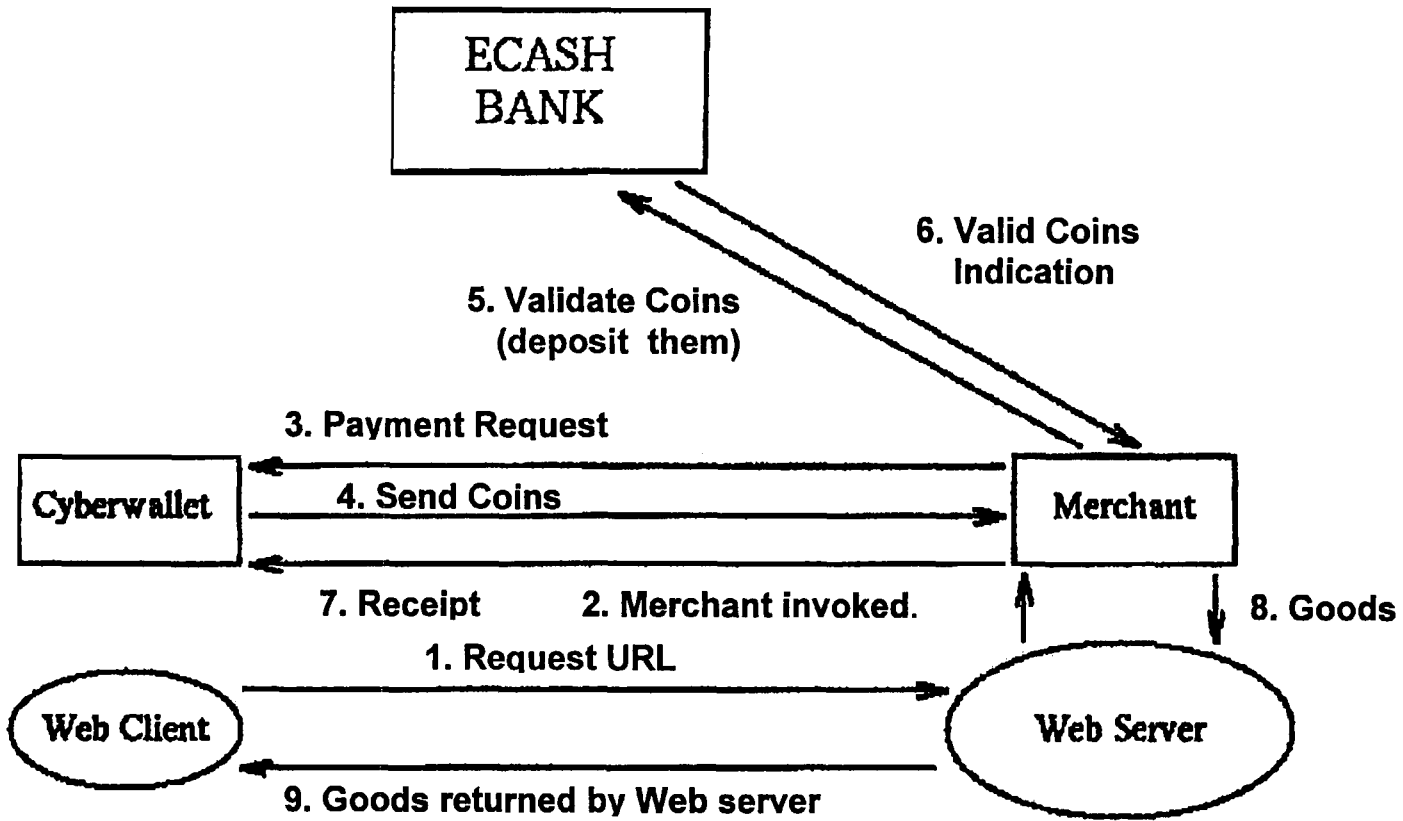 ECASH
BANK
6. Valid Coins
Indication
5. Validate Coins
(deposit them)
3. Payment Request
Cyberwallet
4. Send Coins
Merchant
7. Receipt
2. Merchant invoked.
8. Goods
1. Request URL
Web Client
Web Server
9. Goods returned by Web server